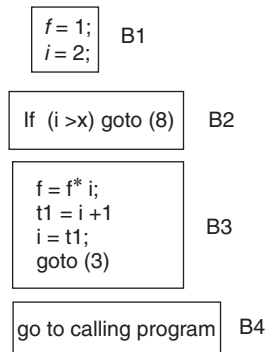 f = 1;
i = 2;
B1
If (i >x) goto (8)
B2
f = f* i;
t1 = i +1
i = t1;
goto (3)
B3
go to calling program
B4